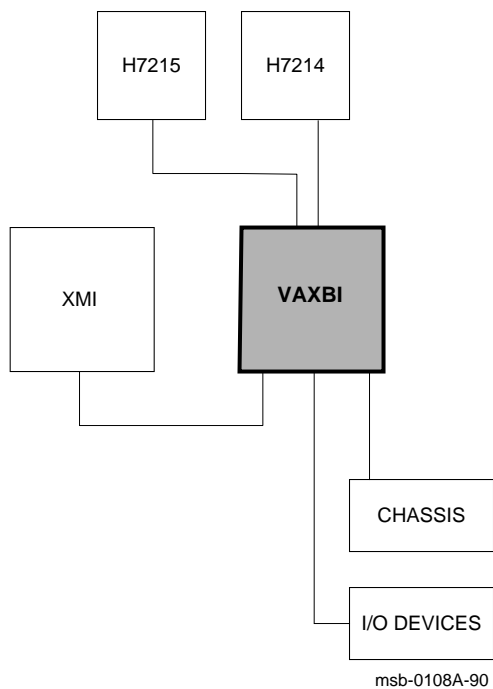 H7215
H7214
XMI
VAXBI
CHASSIS
I/O DEVICES
msb-0108A-90